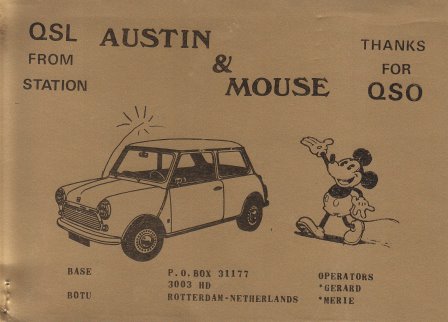 QSL
FROM
STATION
AUSTIN
&
MOUSE
THANKS
FOR
QSO
BASE
BOTU
P.O.BOX 31177
3003 HD
ROTTERDAM-NETHERLANDS
OPERATORS
*GERARD
*MERIE